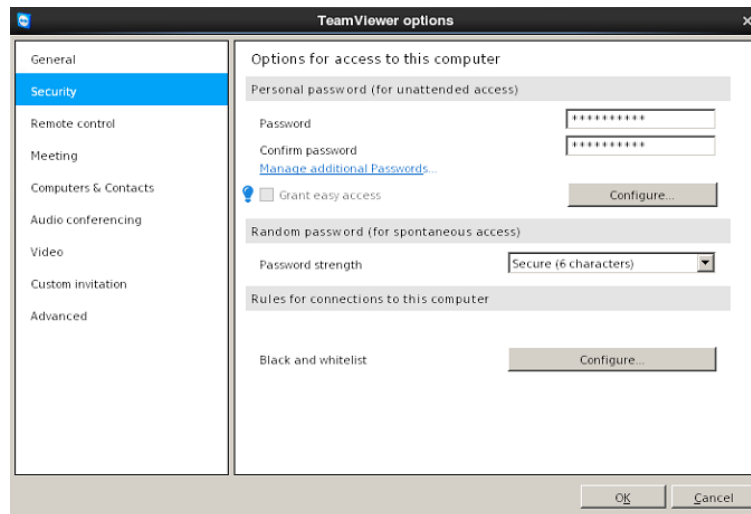 TeamViewer options
General
Security
Remote control
Meeting
Computers & Contacts
Audio conferencing
Video
Custom invitation
Advanced
Options for access to this computer
Personal password (for unattended access)
Password **********
Confirm password **********
Manage additional Passwords...
Grant easy access Configure...
Random password (for spontaneous access)
Password strength Secure (6 characters)
Rules for connections to this computer
Black and whitelist Configure...
OK Cancel